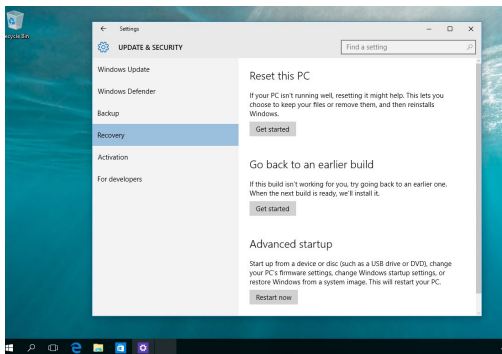 Recycle Bin
Settings
UPDATE & SECURITY
Find a setting
Windows Update
Windows Defender
Backup
Recovery
Activation
For developers
Reset this PC
If your PC isn't running well, resetting it might help. This lets you
choose to keep your files or remove them, and then reinstalls
Windows.
Get started
Go back to an earlier build
If this build isn't working for you, try going back to an earlier one.
When the next build is ready, we'll install it.
Get started
Advanced startup
Start up from a device or disc (such as a USB drive or DVD), change
your PC's firmware settings, change Windows startup settings, or
restore Windows from a system image. This will restart your PC.
Restart now